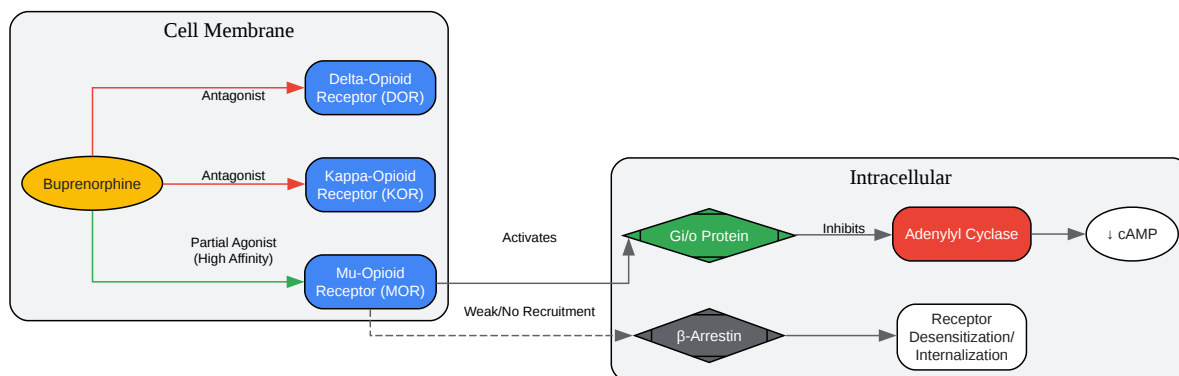 Cell Membrane
Delta-Opioid
Receptor (DOR)
Antagonist
Buprenorphine
Antagonist
Kappa-Opioid
Receptor (KOR)
Partial Agonist
(High Affinity)
Mu-Opioid
Receptor (MOR)
Activates
Weak/No Recruitment
Intracellular
Gi/o Protein
Inhibits
Adenylyl Cyclase
↓ cAMP
β-Arrestin
Receptor
Desensitization/
Internalization